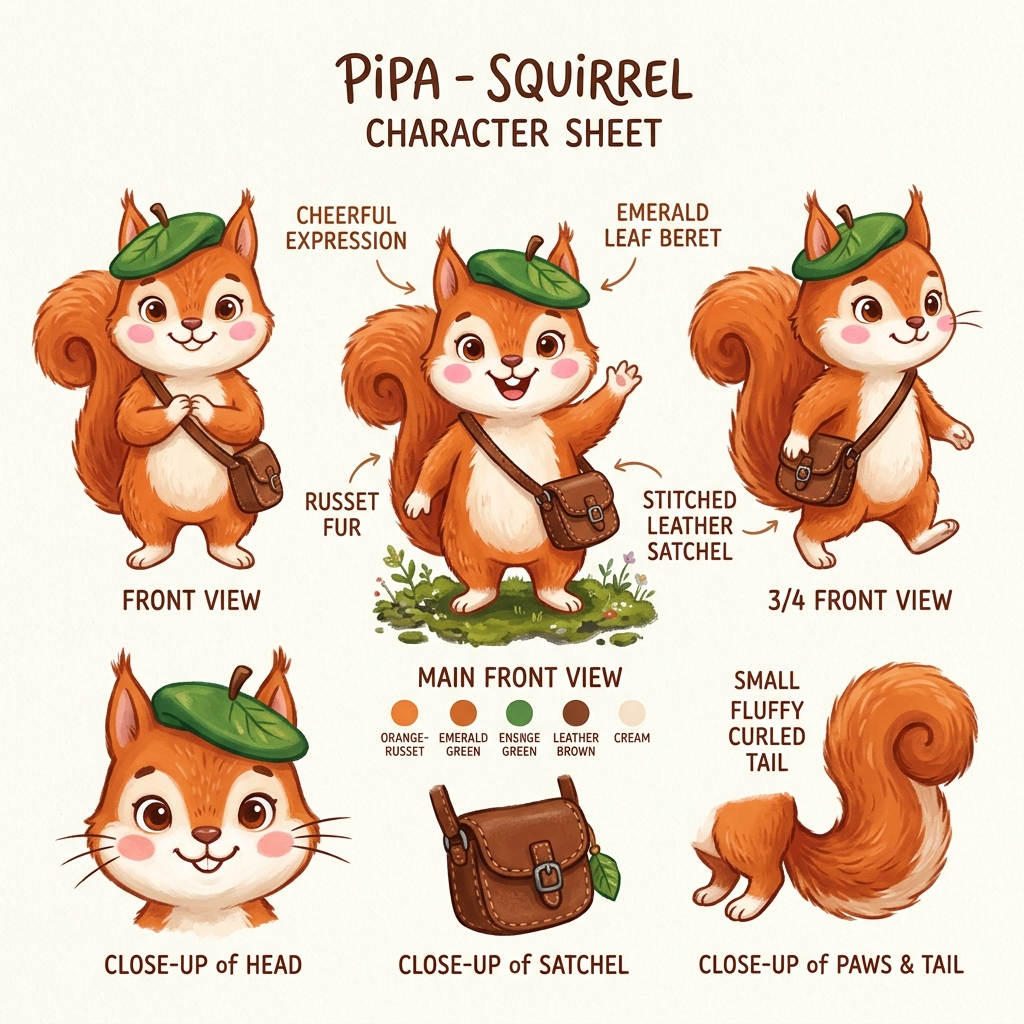 PiPA - SQUiRREL
CHARACTER SHEET
CHEERFUL
EXPRESSION
EMERALD
LEAF BERET
RUSSET
FUR
STITCHED
LEATHER
SATCHEL
FRONT VIEW
MAIN FRONT VIEW
3/4 FRONT VIEW
ORANGE-
RUSSET
EMERALD
GREEN
ENSNGE
GREEN
LEATHER
BROWN
CREAM
SMALL
FLUFFY
CURLED
TAIL
CLOSE-UP of HEAD
CLOSE-UP of SATCHEL
CLOSE-UP of PAWS & TAIL